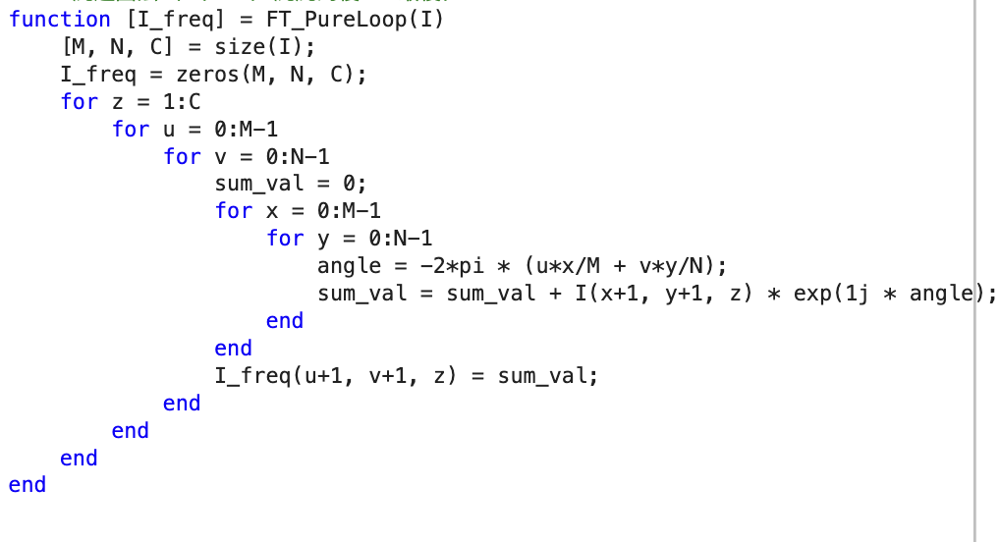 function [I_freq] = FT_PureLoop(I)
    [M, N, C] = size(I);
    I_freq = zeros(M, N, C);
    for z = 1:C
        for u = 0:M-1
            for v = 0:N-1
                sum_val = 0;
                for x = 0:M-1
                    for y = 0:N-1
                        angle = -2*pi * (u*x/M + v*y/N);
                        sum_val = sum_val + I(x+1, y+1, z) * exp(1j * angle);
                    end
                end
                I_freq(u+1, v+1, z) = sum_val;
            end
        end
    end
end